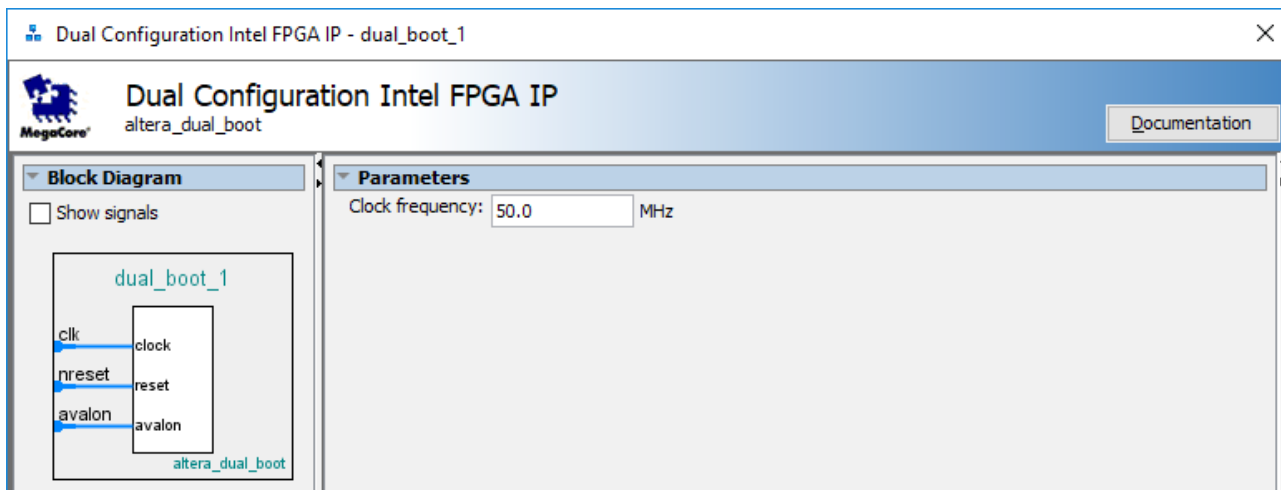 Dual Configuration Intel FPGA IP - dual_boot_1
Dual Configuration Intel FPGA IP
altera_dual_boot
MegaCore®
Documentation
Block Diagram
Show signals
dual_boot_1
clk
clock
nreset
reset
avalon
avalon
altera_dual_boot
Parameters
Clock frequency: 50.0 MHz